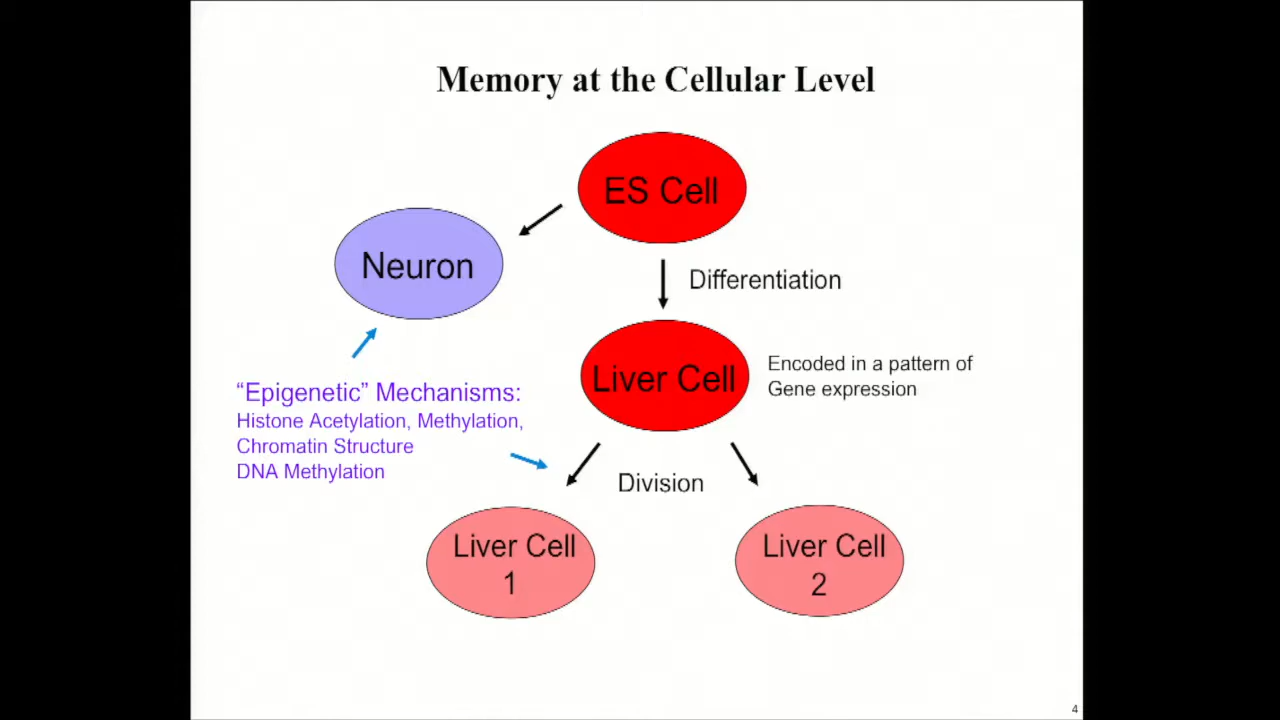 Memory at the Cellular Level
ES Cell
Neuron
Differentiation
Liver Cell
Encoded in a pattern of
Gene expression
“Epigenetic” Mechanisms:
Histone Acetylation, Methylation,
Chromatin Structure
DNA Methylation
Division
Liver Cell
1
Liver Cell
2
4